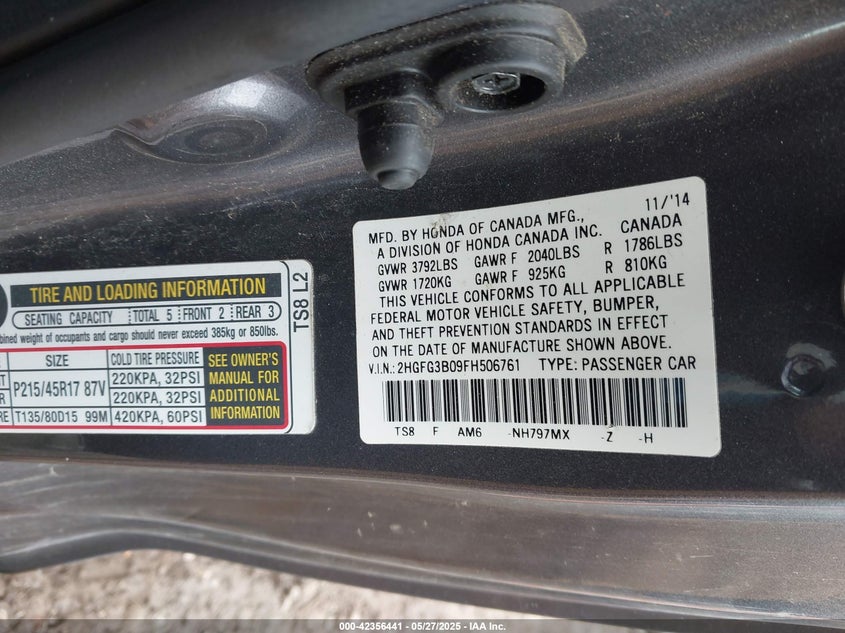 TIRE AND LOADING INFORMATION
SEATING CAPACITY TOTAL 5 FRONT 2 REAR 3
weight of occupants and cargo should never exceed 385kg or 850lbs.
SIZE COLD TIRE PRESSURE SEE OWNER'S MANUAL FOR ADDITIONAL INFORMATION
P215/45R17 87V 220KPA, 32PSI
220KPA, 32PSI
T135/80D15 99M 420KPA, 60PSI
TS8 L2
11/'14
MFD. BY HONDA OF CANADA MFG., CANADA
A DIVISION OF HONDA CANADA INC.
GVWR 3792LBS GAWR F 2040LBS R 1786LBS
GVWR 1720KG GAWR F 925KG R 810KG
THIS VEHICLE CONFORMS TO ALL APPLICABLE
FEDERAL MOTOR VEHICLE SAFETY, BUMPER,
AND THEFT PREVENTION STANDARDS IN EFFECT
ON THE DATE OF MANUFACTURE SHOWN ABOVE.
V.I.N.: 2HGFG3B09FH506761 TYPE: PASSENGER CAR
TS8 F AM6 -NH797MX -Z -H
000-42356441 - 05/27/2025 - IAA Inc.